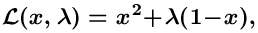 𝓛(x, λ) = x²+λ(1−x),